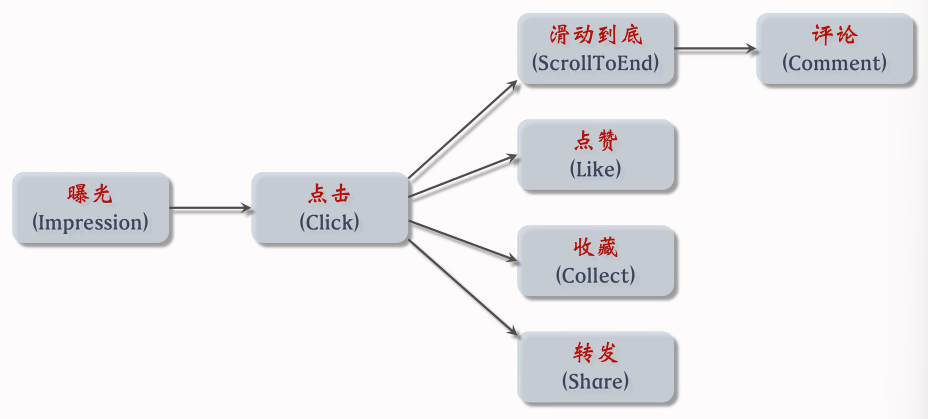 曝光
(Impression)
点击
(Click)
滑动到底
(ScrollToEnd)
评论
(Comment)
点赞
(Like)
收藏
(Collect)
转发
(Share)